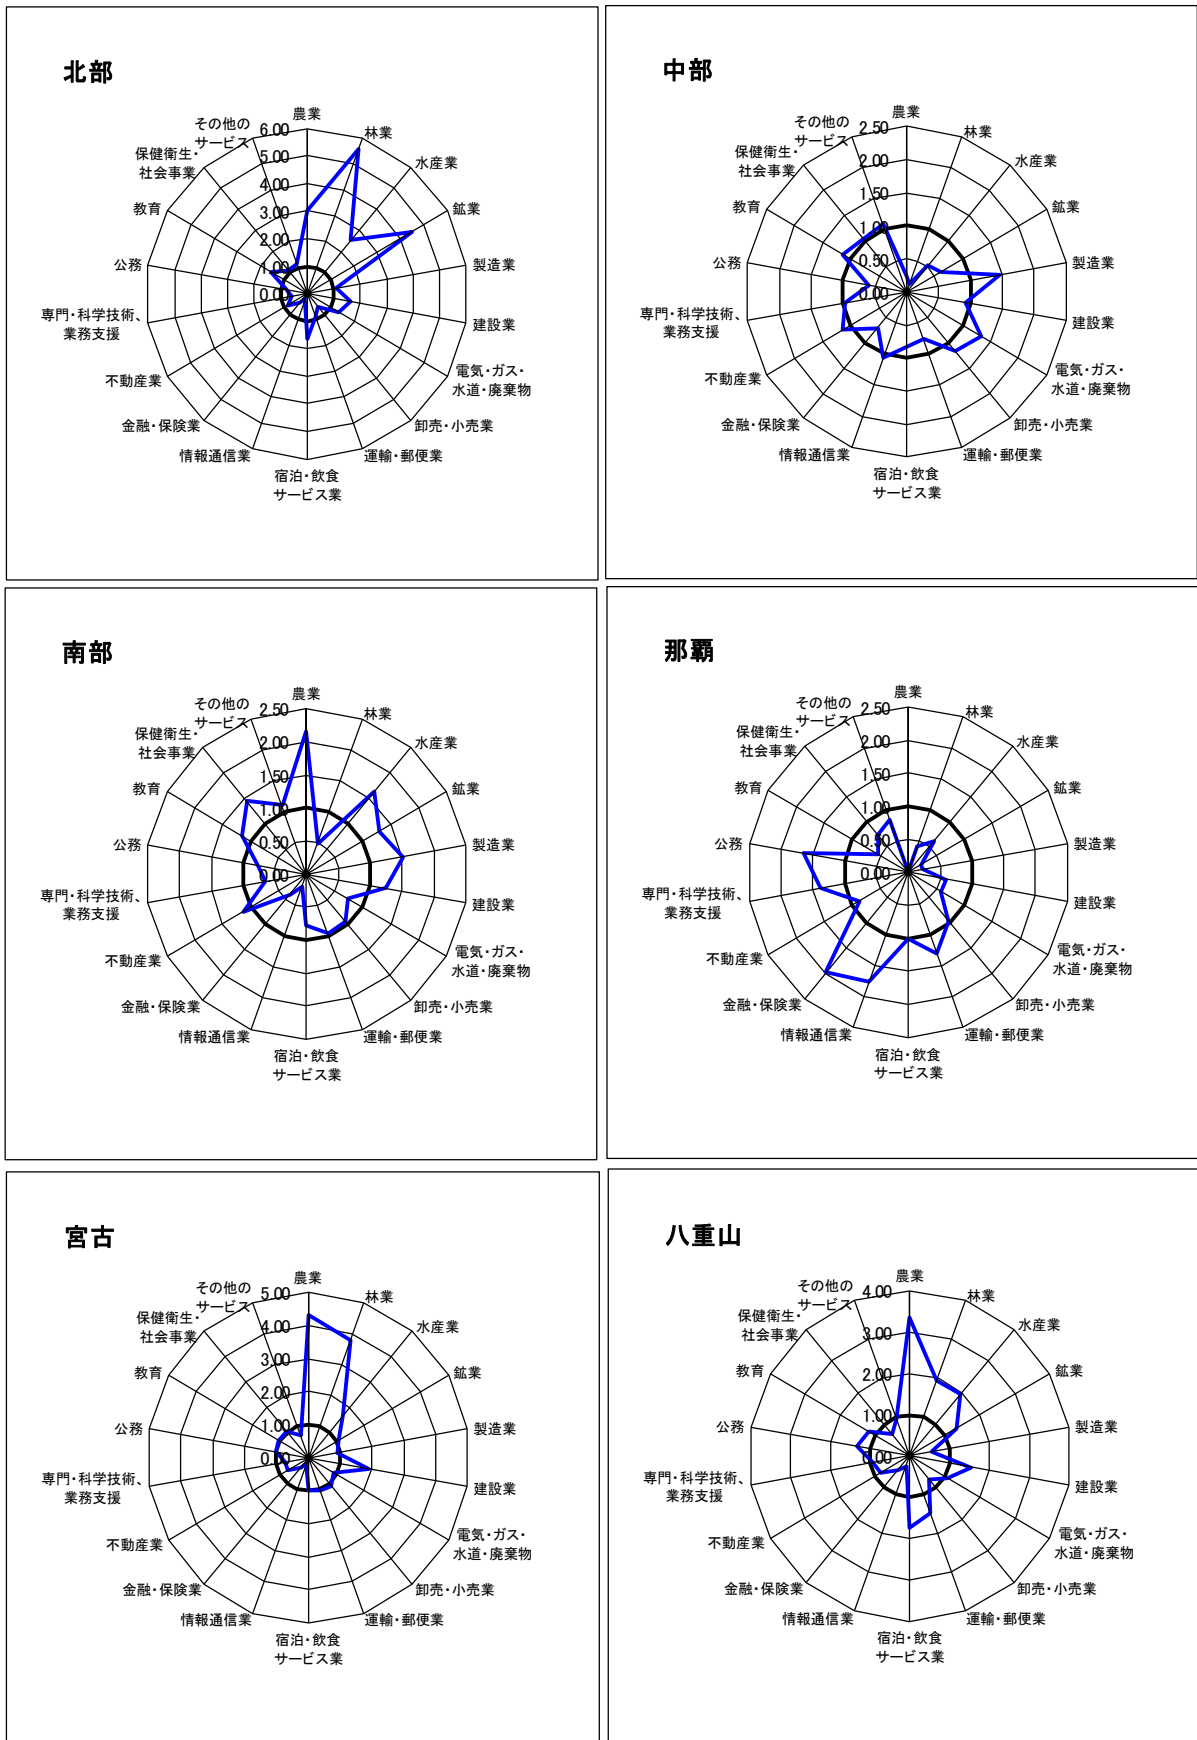 北部
農業
林業
水産業
鉱業
製造業
建設業
電気・ガス・
水道・廃棄物
卸売・小売業
運輸・郵便業
宿泊・飲食
サービス業
情報通信業
金融・保険業
不動産業
専門・科学技術、
業務支援
公務
教育
保健衛生・
社会事業
その他の
サービス
6.00
5.00
4.00
3.00
2.00
1.00
0.00
中部
農業
林業
水産業
鉱業
製造業
建設業
電気・ガス・
水道・廃棄物
卸売・小売業
運輸・郵便業
宿泊・飲食
サービス業
情報通信業
金融・保険業
不動産業
専門・科学技術、
業務支援
公務
教育
保健衛生・
社会事業
その他の
サービス
2.50
2.00
1.50
1.00
0.50
0.00
南部
農業
林業
水産業
鉱業
製造業
建設業
電気・ガス・
水道・廃棄物
卸売・小売業
運輸・郵便業
宿泊・飲食
サービス業
情報通信業
金融・保険業
不動産業
専門・科学技術、
業務支援
公務
教育
保健衛生・
社会事業
その他の
サービス
2.50
2.00
1.50
1.00
0.50
0.00
那覇
農業
林業
水産業
鉱業
製造業
建設業
電気・ガス・
水道・廃棄物
卸売・小売業
運輸・郵便業
宿泊・飲食
サービス業
情報通信業
金融・保険業
不動産業
専門・科学技術、
業務支援
公務
教育
保健衛生・
社会事業
その他の
サービス
2.50
2.00
1.50
1.00
0.50
0.00
宮古
農業
林業
水産業
鉱業
製造業
建設業
電気・ガス・
水道・廃棄物
卸売・小売業
運輸・郵便業
宿泊・飲食
サービス業
情報通信業
金融・保険業
不動産業
専門・科学技術、
業務支援
公務
教育
保健衛生・
社会事業
その他の
サービス
5.00
4.00
3.00
2.00
1.00
0.00
八重山
農業
林業
水産業
鉱業
製造業
建設業
電気・ガス・
水道・廃棄物
卸売・小売業
運輸・郵便業
宿泊・飲食
サービス業
情報通信業
金融・保険業
不動産業
専門・科学技術、
業務支援
公務
教育
保健衛生・
社会事業
その他の
サービス
4.00
3.00
2.00
1.00
0.00